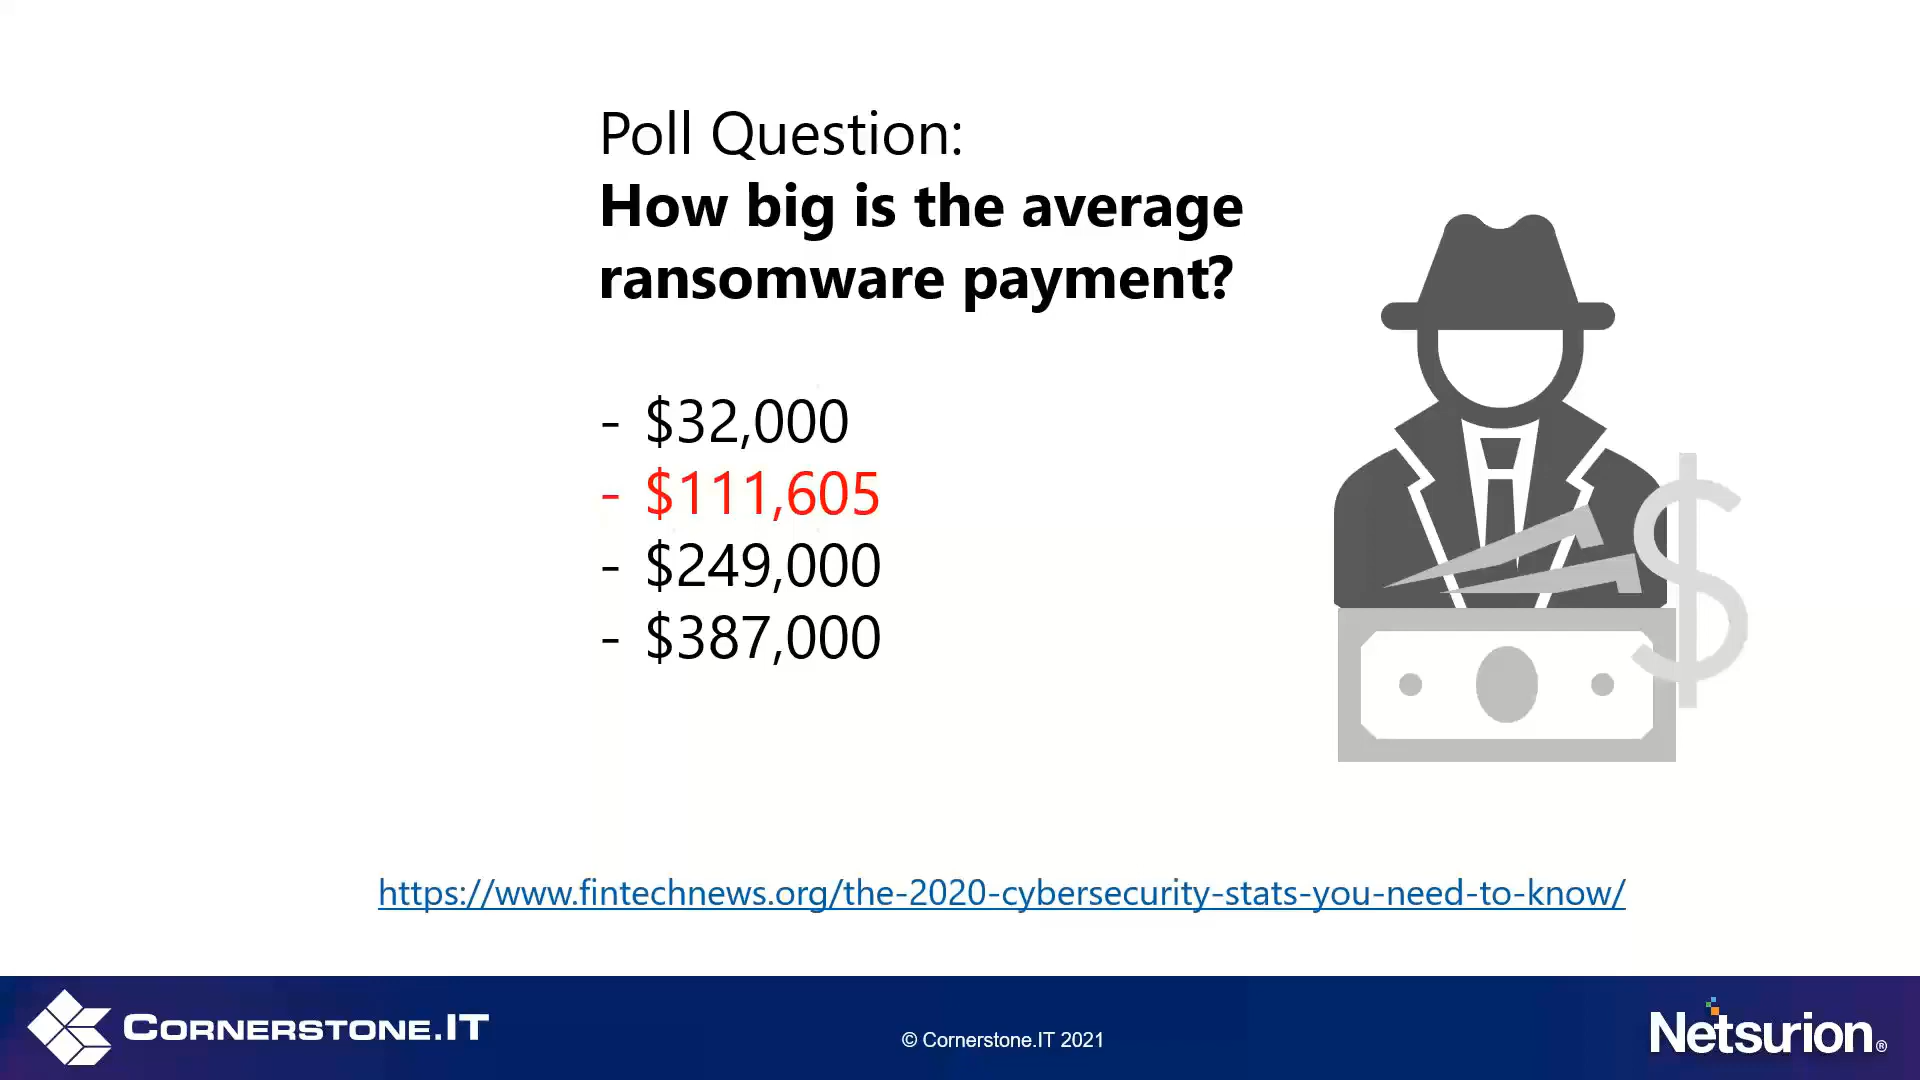 Poll Question:
How big is the average
ransomware payment?
- $32,000
- $111,605
- $249,000
- $387,000
https://www.fintechnews.org/the-2020-cybersecurity-stats-you-need-to-know/
CORNERSTONE.IT
© Cornerstone.IT 2021
Netsurion®